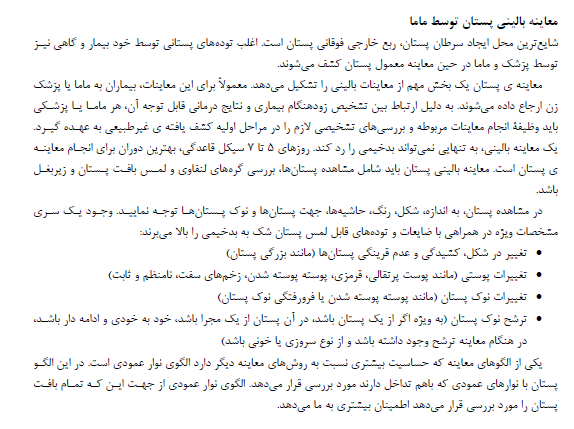 معاینه بالینی پستان توسط ماما
شایع‌ترین محل ایجاد سرطان پستان، ربع خارجی فوقانی پستان است. اغلب توده‌های پستانی توسط خود بیمار و گاهی نیز
توسط پزشک و ماما در حین معاینه معمول پستان کشف می‌شوند.
معاینه ی پستان یک بخش مهم از معاینات بالینی را تشکیل می‌دهد. معمولاً برای این معاینات، بیماران به ماما یا پزشک
زن ارجاع داده می‌شوند. به دلیل ارتباط بین تشخیص زودهنگام بیماری و نتایج درمانی قابل توجه آن، هر ماما یا پزشکی
باید وظیفهٔ انجام معاینات مربوطه و بررسی‌های تشخیصی لازم را در مراحل اولیه کشف یافته ی غیرطبیعی به عهده گیرد.
یک معاینه بالینی، به تنهایی نمی‌تواند بدخیمی را رد کند. روزهای ۵ تا ۷ سیکل قاعدگی، بهترین دوران برای انجام معاینه
ی پستان است. معاینه بالینی پستان باید شامل مشاهده پستان‌ها، بررسی گره‌های لنفاوی و لمس بافت پستان و زیربغل
باشد.
در مشاهده پستان، به اندازه، شکل، رنگ، حاشیه‌ها، جهت پستان‌ها و نوک پستان‌ها توجه نمایید. وجود یک سری
مشخصات ویژه در همراهی با ضایعات و توده‌های قابل لمس پستان شک به بدخیمی را بالا می‌برند:
• تغییر در شکل، کشیدگی و عدم قرینگی پستان‌ها (مانند بزرگی پستان)
• تغییرات پوستی (مانند پوست پرتقالی، قرمزی، پوسته پوسته شدن، زخم‌های سفت، نامنظم و ثابت)
• تغییرات نوک پستان (مانند پوسته پوسته شدن یا فرورفتگی نوک پستان)
• ترشح نوک پستان (به ویژه اگر از یک پستان باشد، در آن پستان از یک مجرا باشد، خود به خودی و ادامه دار باشد،
در هنگام معاینه ترشح وجود داشته باشد و از نوع سروزی یا خونی باشد)
یکی از الگوهای معاینه که حساسیت بیشتری نسبت به روش‌های معاینه دیگر دارد الگوی نوار عمودی است. در این الگو
پستان با نوارهای عمودی که باهم تداخل دارند مورد بررسی قرار می‌دهد. الگوی نوار عمودی از جهت این که تمام بافت
پستان را مورد بررسی قرار می‌دهد اطمینان بیشتری به ما می‌دهد.